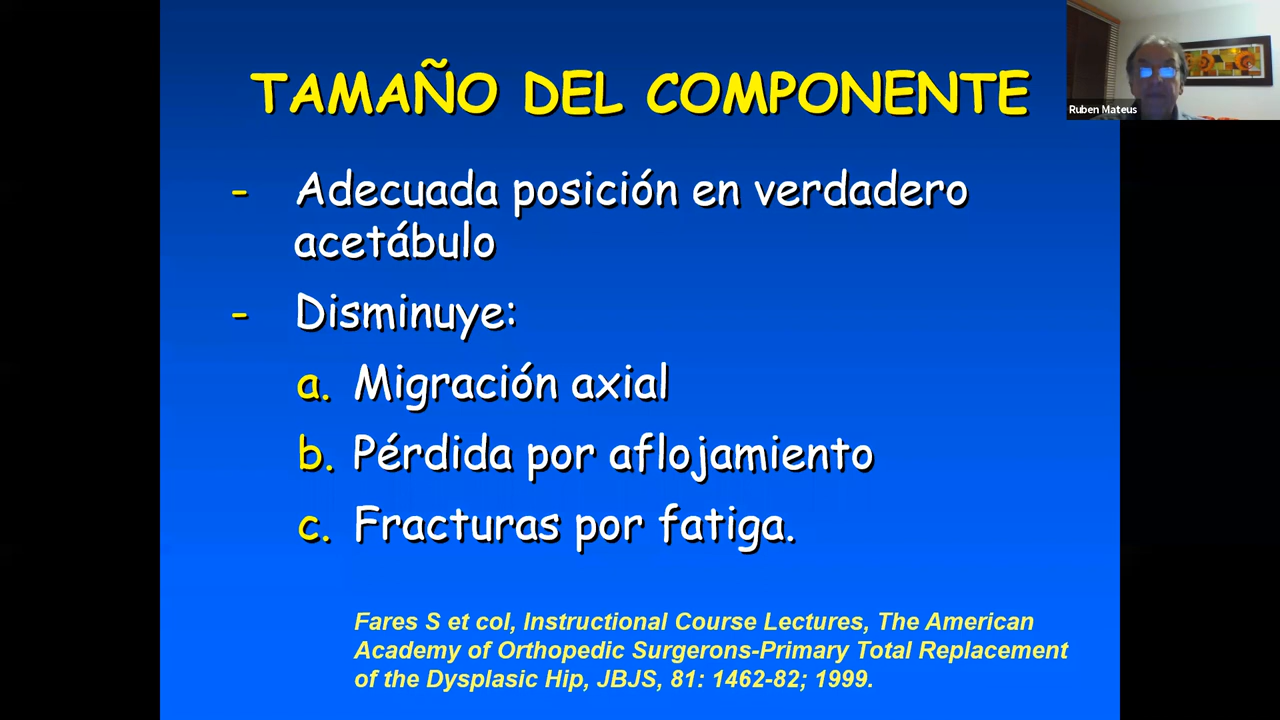 TAMAÑO DEL COMPONENTE
Ruben Mateus
- Adecuada posición en verdadero
acetábulo
- Disminuye:
a. Migración axial
b. Pérdida por aflojamiento
c. Fracturas por fatiga.
Fares S et col, Instructional Course Lectures, The American
Academy of Orthopedic Surgerons-Primary Total Replacement
of the Dysplasic Hip, JBJS, 81: 1462-82; 1999.